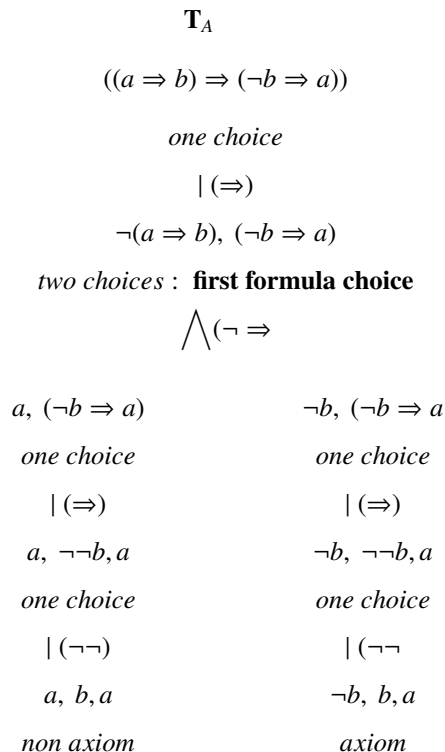 T_A
((a ⇒ b) ⇒ (¬b ⇒ a))
one choice
| (⇒)
¬(a ⇒ b), (¬b ⇒ a)
two choices : first formula choice
⋀(¬ ⇒
a, (¬b ⇒ a) ¬b, (¬b ⇒ a
one choice one choice
| (⇒) | (⇒)
a, ¬¬b, a ¬b, ¬¬b, a
one choice one choice
| (¬¬) | (¬¬
a, b, a ¬b, b, a
non axiom axiom